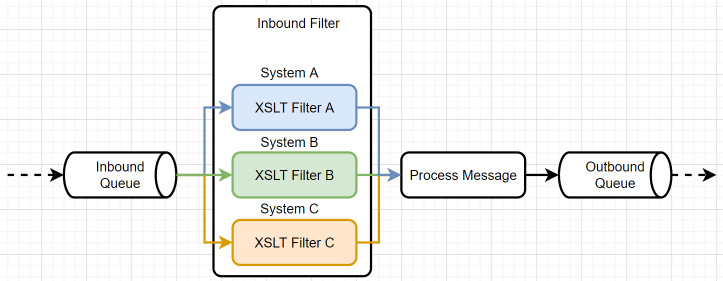 Inbound Filter
System A
XSLT Filter A
System B
Inbound
Queue
XSLT Filter B
Process Message
Outbound
Queue
System C
XSLT Filter C